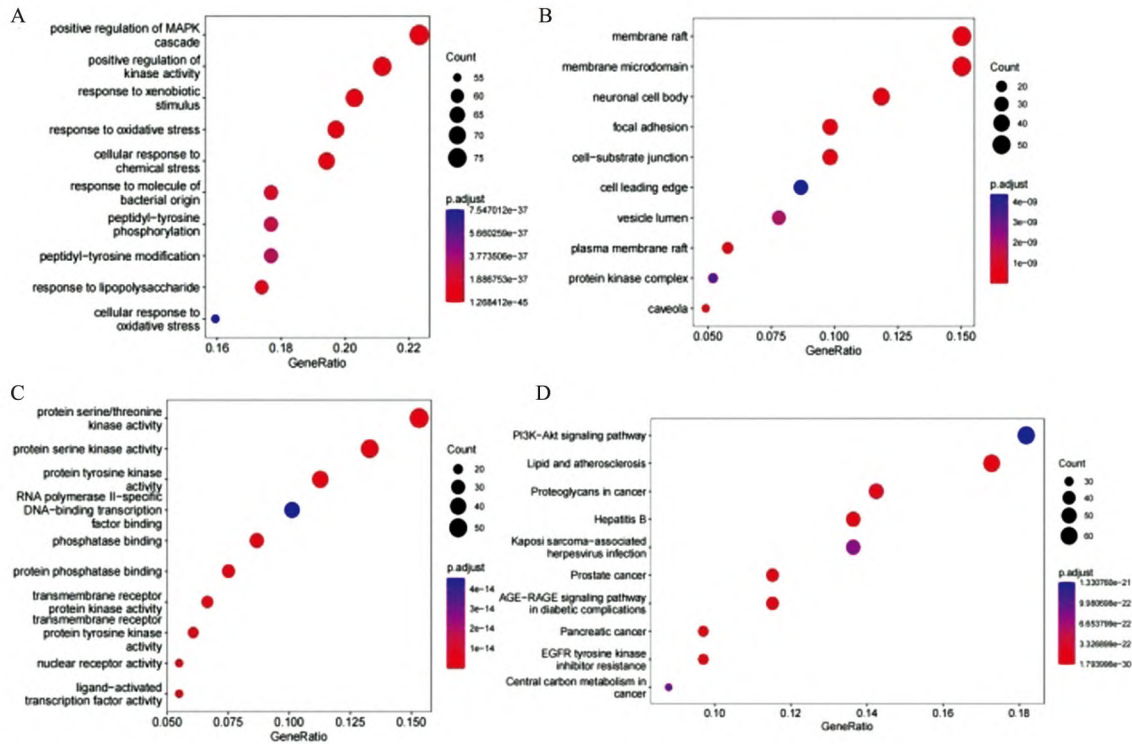 A
positive regulation of MAPK
cascade
positive regulation of
kinase activity
response to xenobiotic
stimulus
response to oxidative stress
cellular response to
chemical stress
response to molecule of
bacterial origin
peptidyl-tyrosine
phosphorylation
peptidyl-tyrosine modification
response to lipopolysaccharide
cellular response to
oxidative stress
0.16 0.18 0.20 0.22
GeneRatio
Count
55
60
65
70
75
p.adjust
7.547012e-37
5.660259e-37
3.773506e-37
1.886753e-37
1.268412e-45
B
membrane raft
membrane microdomain
neuronal cell body
focal adhesion
cell-substrate junction
cell leading edge
vesicle lumen
plasma membrane raft
protein kinase complex
caveola
0.050 0.075 0.100 0.125 0.150
GeneRatio
Count
20
30
40
50
p.adjust
4e-09
3e-09
2e-09
1e-09
C
protein serine/threonine
kinase activity
protein serine kinase activity
protein tyrosine kinase
activity
RNA polymerase II-specific
DNA-binding transcription
factor binding
phosphatase binding
protein phosphatase binding
transmembrane receptor
protein kinase activity
transmembrane receptor
protein tyrosine kinase
activity
nuclear receptor activity
ligand-activated
transcription factor activity
0.050 0.075 0.100 0.125 0.150
GeneRatio
Count
20
30
40
50
p.adjust
4e-14
3e-14
2e-14
1e-14
D
PI3K-Akt signaling pathway
Lipid and atherosclerosis
Proteoglycans in cancer
Hepatitis B
Kaposi sarcoma-associated
herpesvirus infection
Prostate cancer
AGE-RAGE signaling pathway
in diabetic complications
Pancreatic cancer
EGFR tyrosine kinase
inhibitor resistance
Central carbon metabolism in
cancer
0.10 0.12 0.14 0.16 0.18
GeneRatio
Count
30
40
50
60
p.adjust